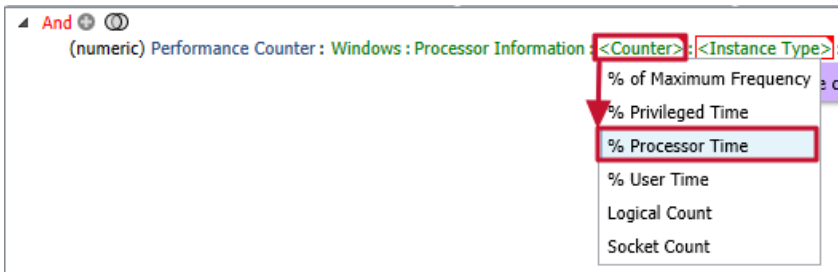 And
(numeric) Performance Counter : Windows : Processor Information : <Counter> : <Instance Type> :
% of Maximum Frequency
% Privileged Time
% Processor Time
% User Time
Logical Count
Socket Count